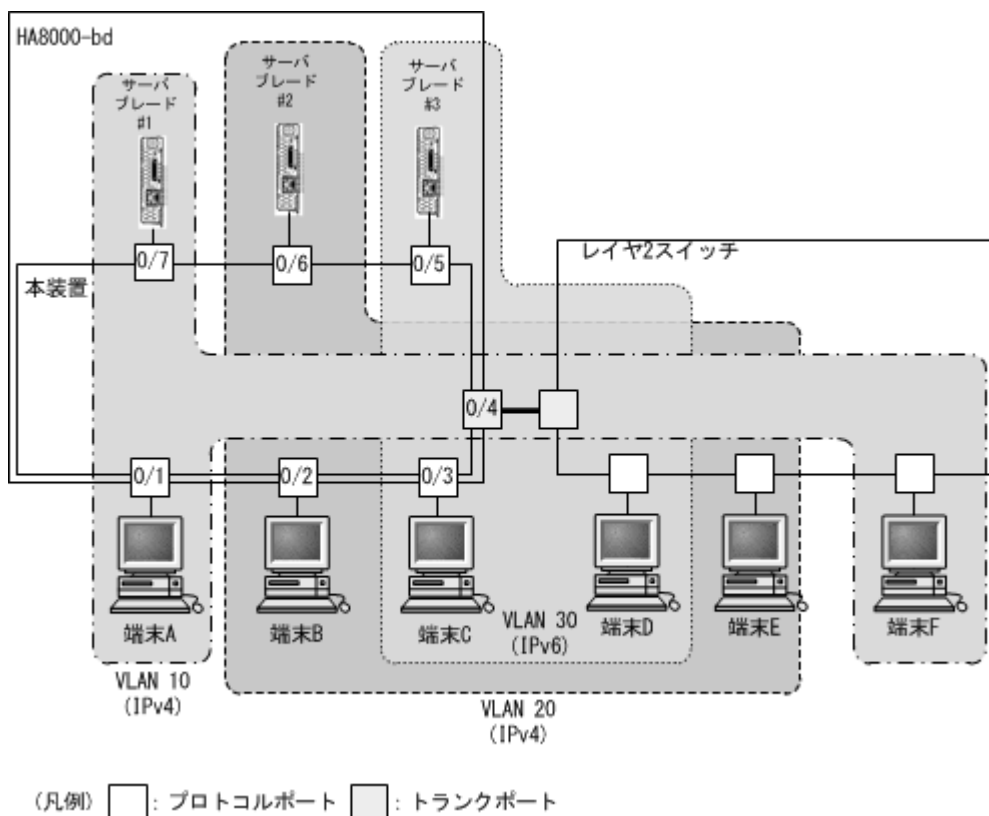 HA8000-bd
サーバ
ブレード
#1
サーバ
ブレード
#2
サーバ
ブレード
#3
0/7
0/6
0/5
レイヤ2スイッチ
本装置
0/4
0/1
0/2
0/3
端末A
端末B
端末C
VLAN 30
(IPv6)
端末D
端末E
端末F
VLAN 10
(IPv4)
VLAN 20
(IPv4)
(凡例) : プロトコルポート : トランクポート